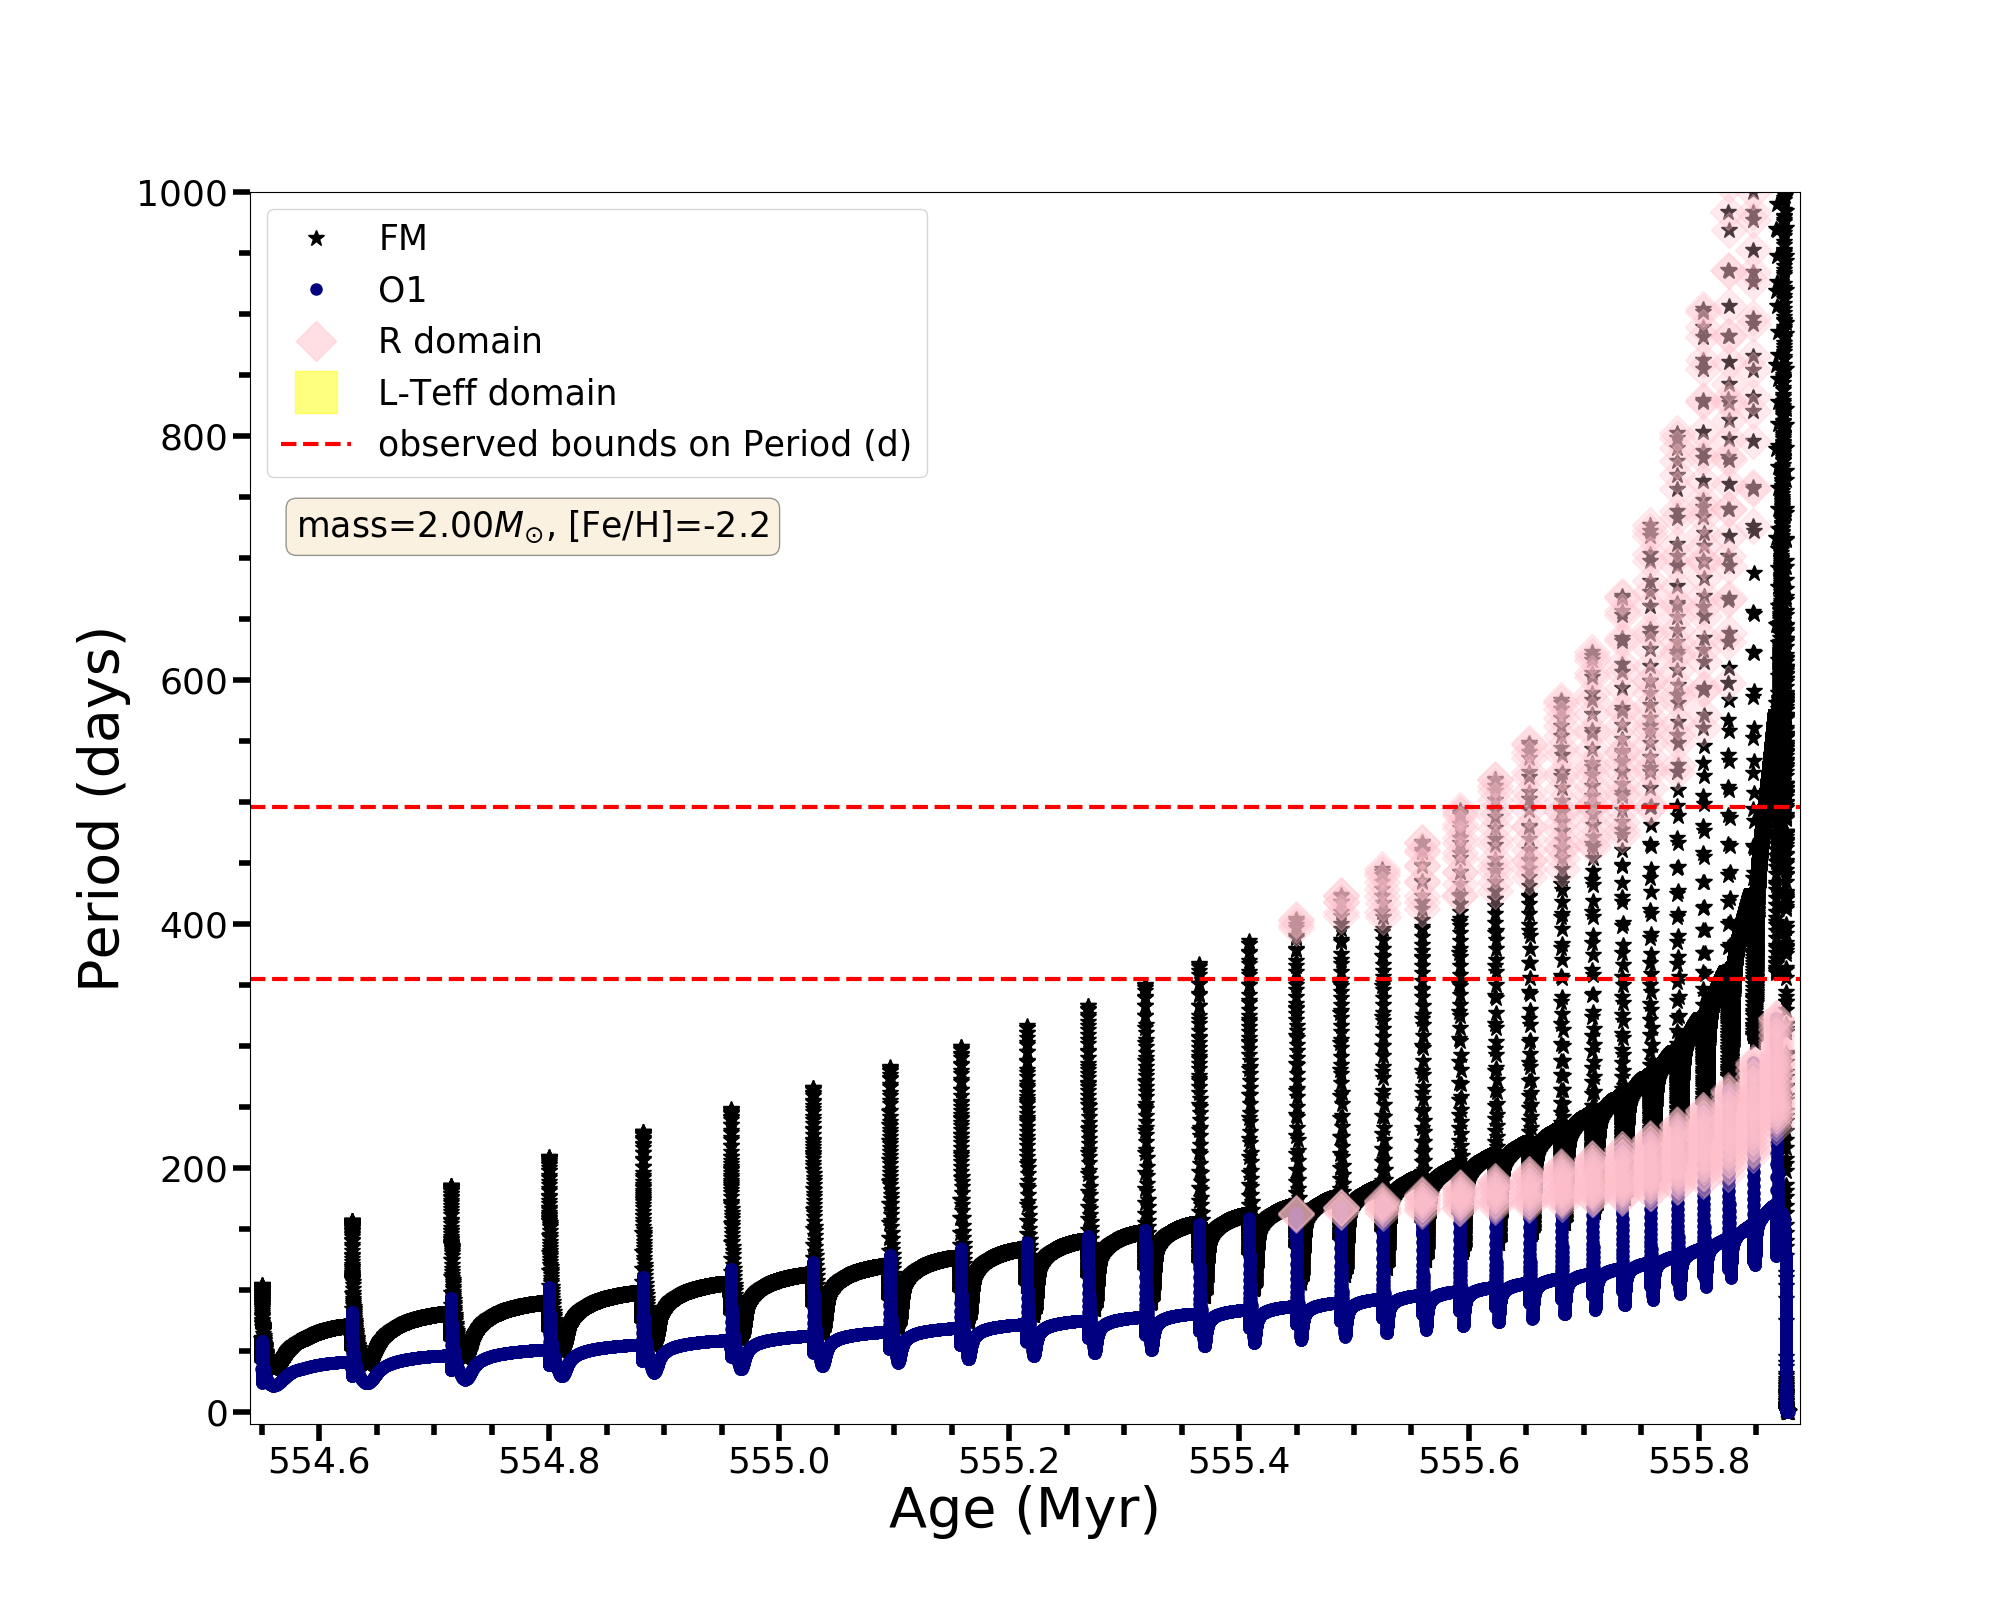 1000
800
600
400
200
0
Period (days)
FM
O1
R domain
L-Teff domain
observed bounds on Period (d)
mass=2.00M⊙, [Fe/H]=-2.2
554.6 554.8 555.0 555.2 555.4 555.6 555.8
Age (Myr)